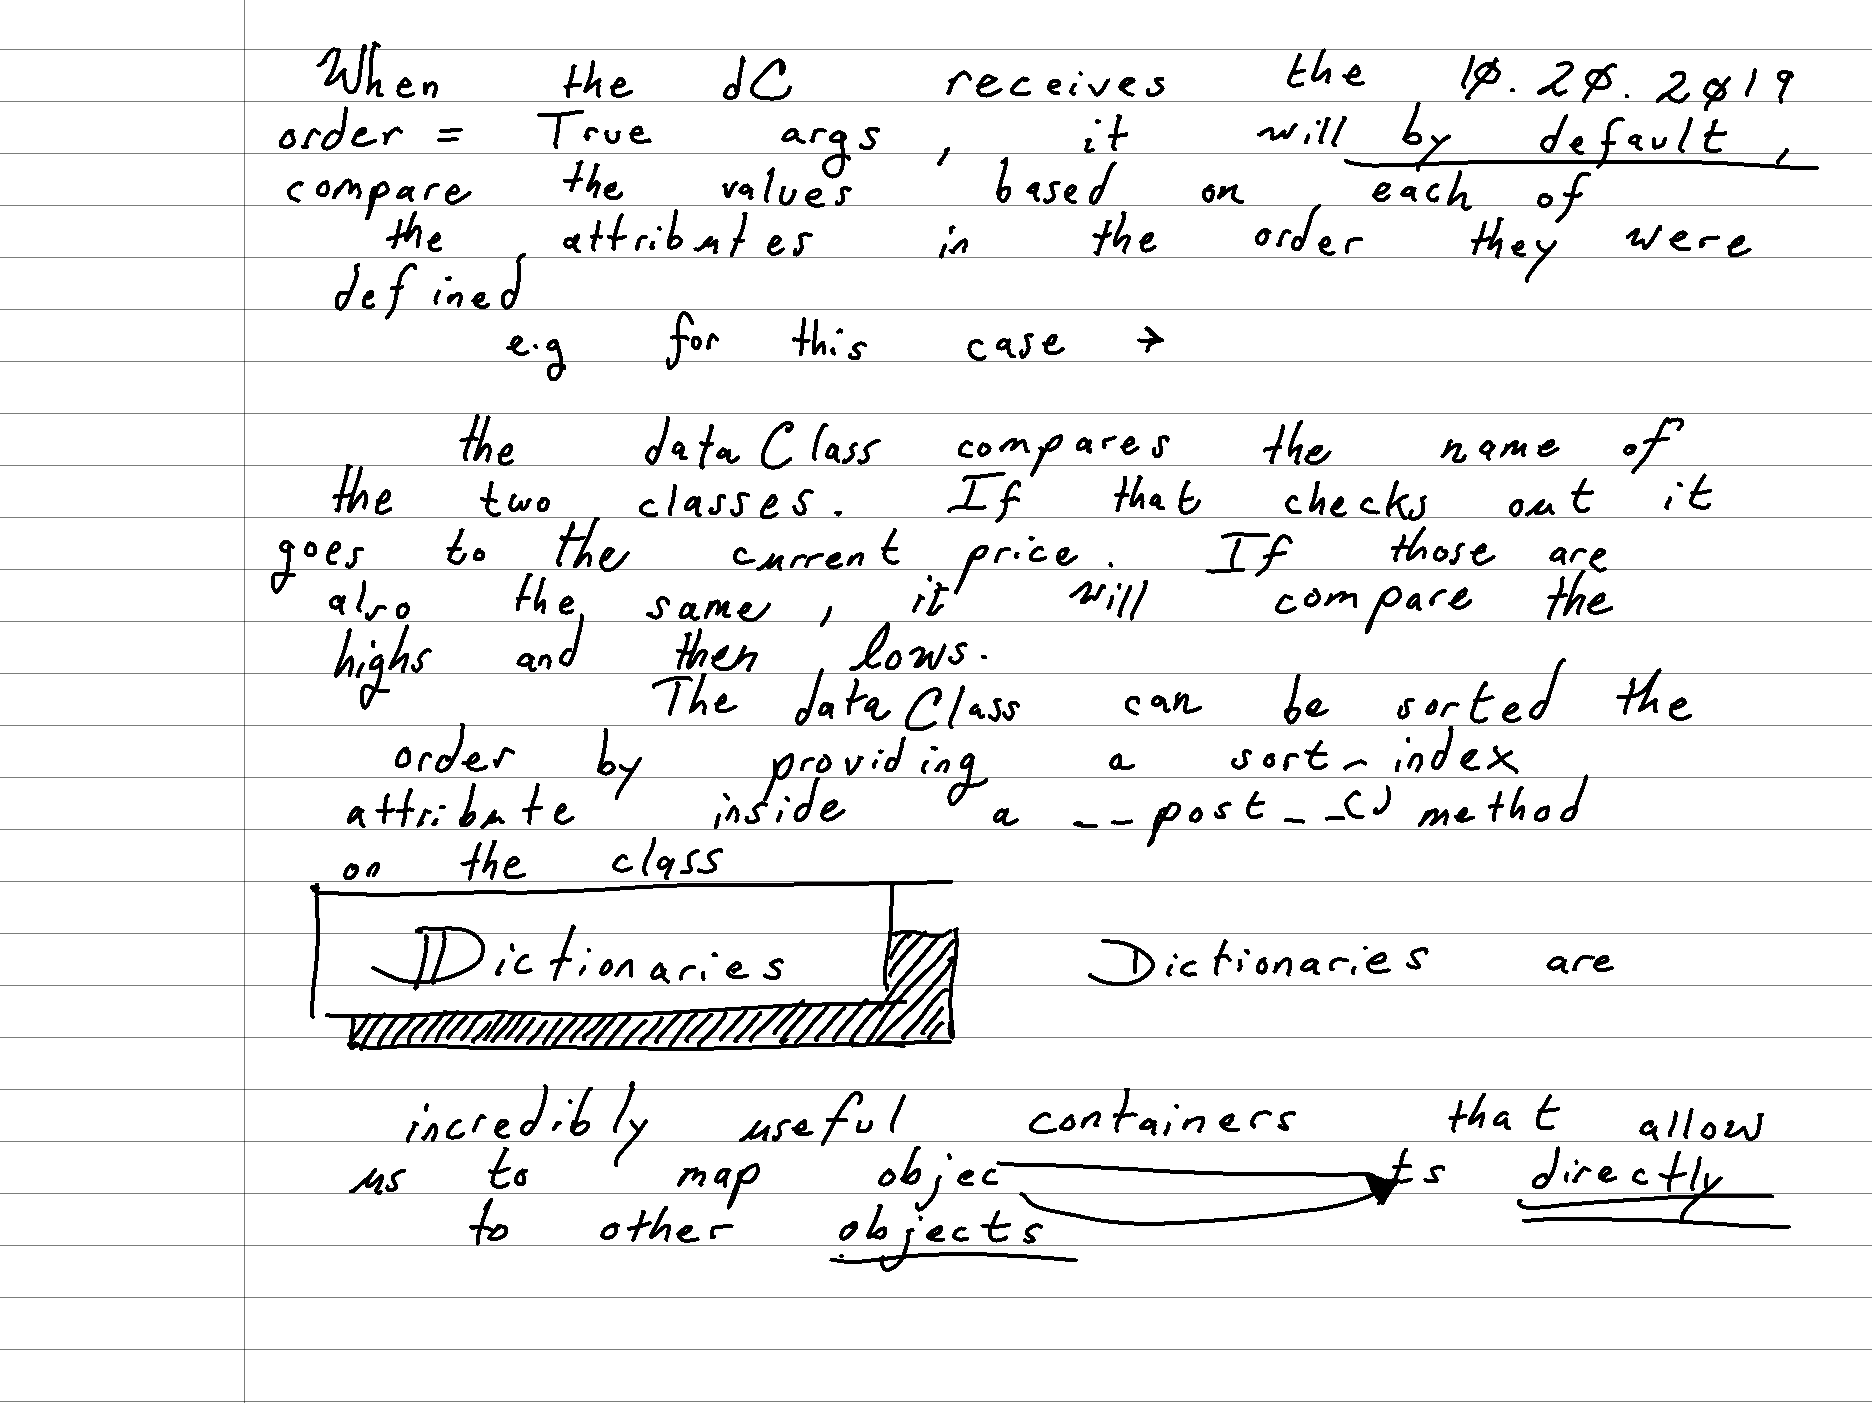 When the dC receives the 10.20.2019
order = True args, it will by default,
compare the values based on each of
the attributes in the order they were
defined
e.g for this case →
the dataClass compares the name of
the two classes. If that checks out it
goes to the current price. If those are
also the same, it will compare the
highs and then lows.
The dataClass can be sorted the
order by providing a sort_index
attribute inside a __post__() method
on the class
Dictionaries Dictionaries are
incredibly useful containers that allow
us to map objects directly
to other objects